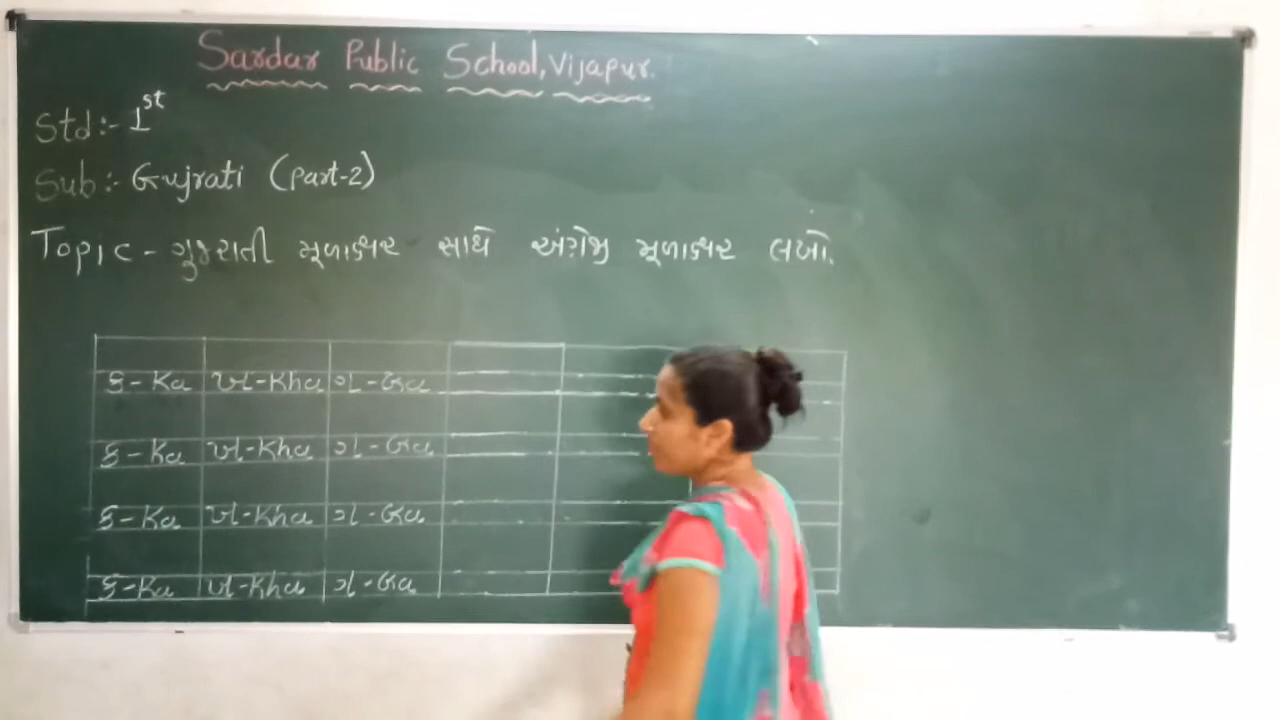 Sardar Public School, Vijapur.
Std:- 1st
Sub:- Gujrati (Part-2)
Topic - ગુજરાતી મૂળાક્ષર સાથે અંગ્રેજી મૂળાક્ષર લખો.
ક - Ka ખ - Kha ગ - Ga
ક - Ka ખ - Kha ગ - Ga
ક - Ka ખ - Kha ગ - Ga
ક - Ka ખ - Kha ગ - Ga